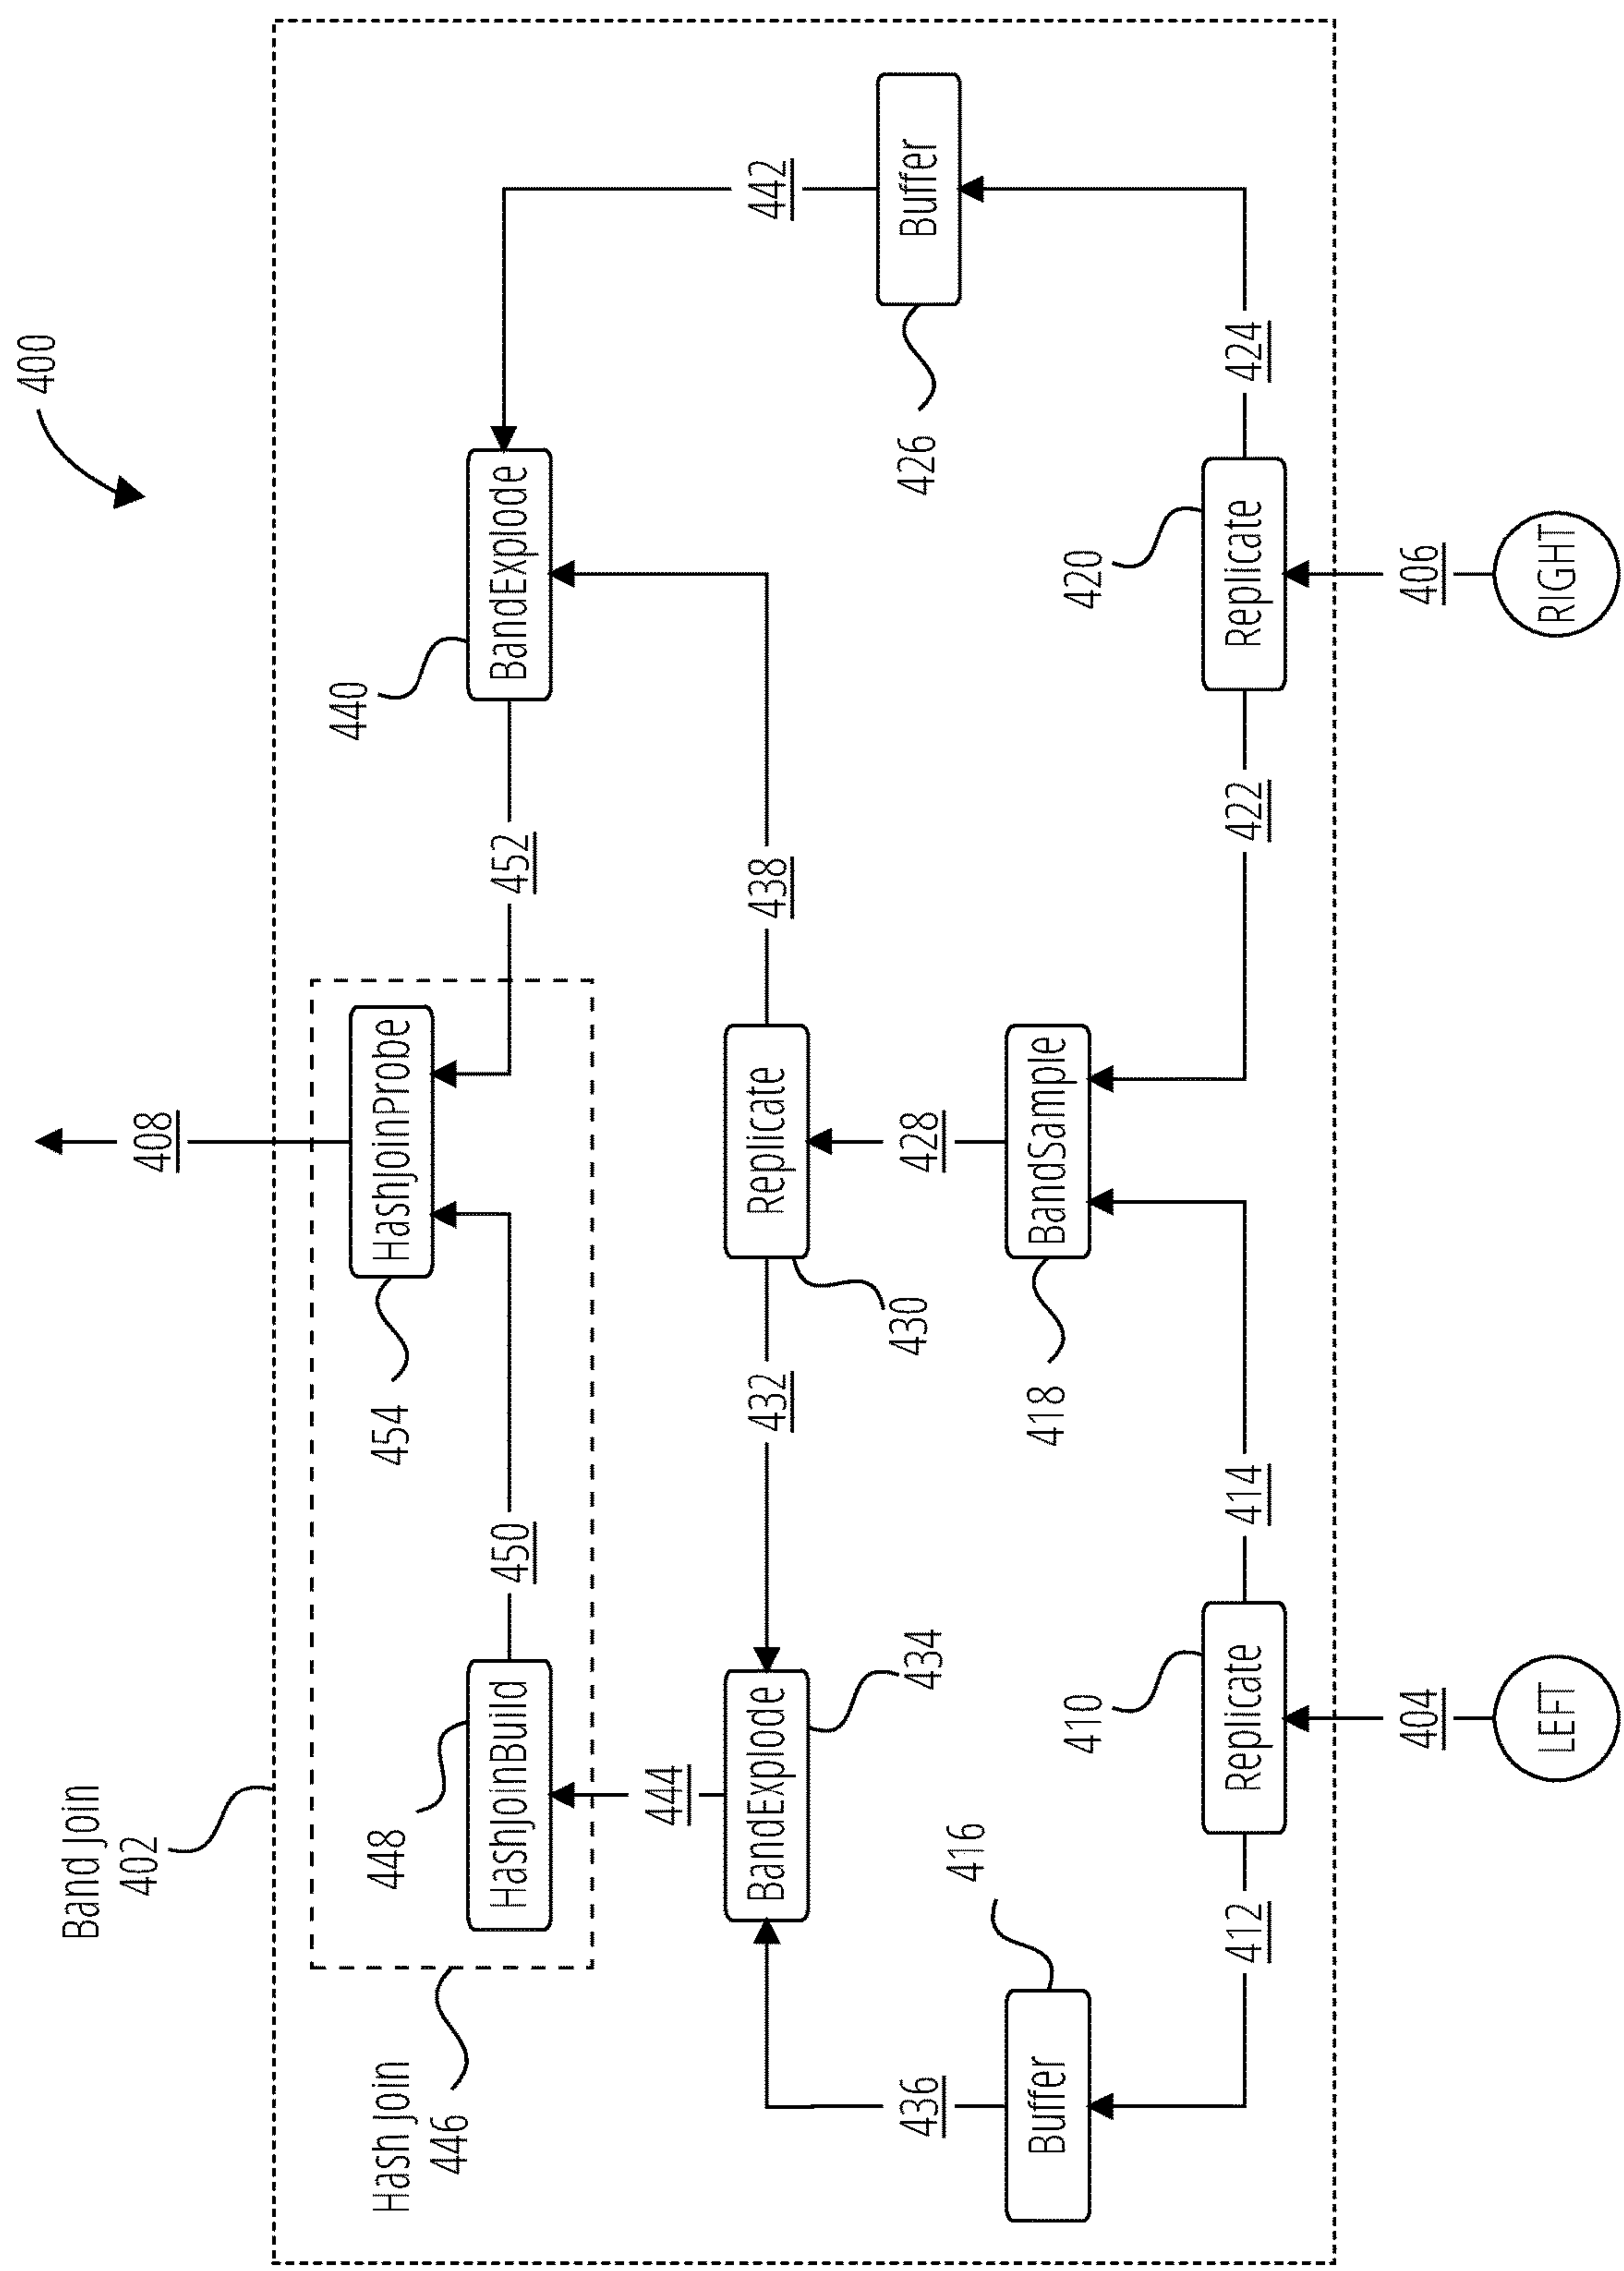 400
Band Join
402
408
Hash Join
446
448
HashJoinBuild
450
454
HashJoinProbe
452
440
BandExplode
444
442
436
BandExplode
434
432
Replicate
430
438
428
416
Buffer
418
BandSample
426
Buffer
412
410
Replicate
414
422
420
Replicate
424
404
LEFT
406
RIGHT